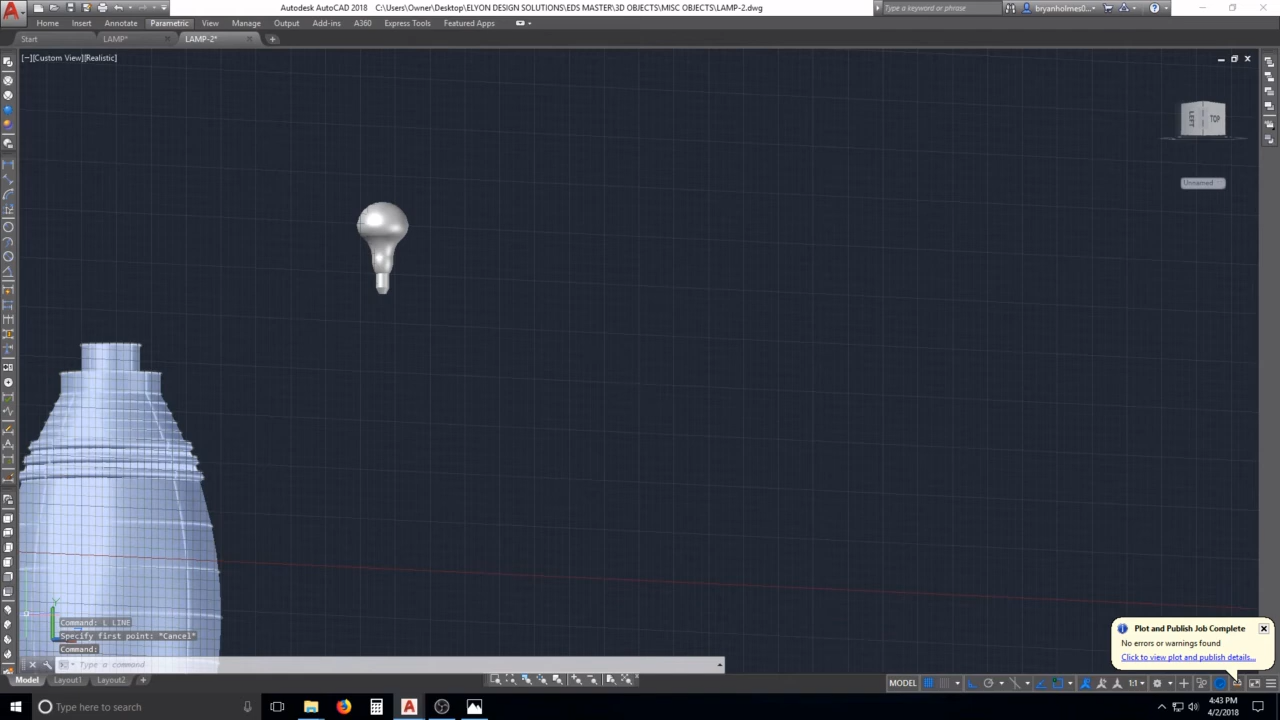 Autodesk AutoCAD 2018 C:\Users\Owner\Desktop\ELYON DESIGN SOLUTIONS\EDS MASTER\3D OBJECTS\MISC OBJECTS\LAMP-2.dwg
Type a keyword or phrase
bryanholmes0...
Home Insert Annotate Parametric View Manage Output Add-ins A360 Express Tools Featured Apps
Start LAMP* LAMP-2*
[−][Custom View][Realistic]
LEFT TOP
Unnamed
Command: L LINE
Specify first point: *Cancel*
Command:
Type a command
Plot and Publish Job Complete
No errors or warnings found
Click to view plot and publish details...
Model Layout1 Layout2
MODEL 1:1
Type here to search
4:43 PM
4/2/2018